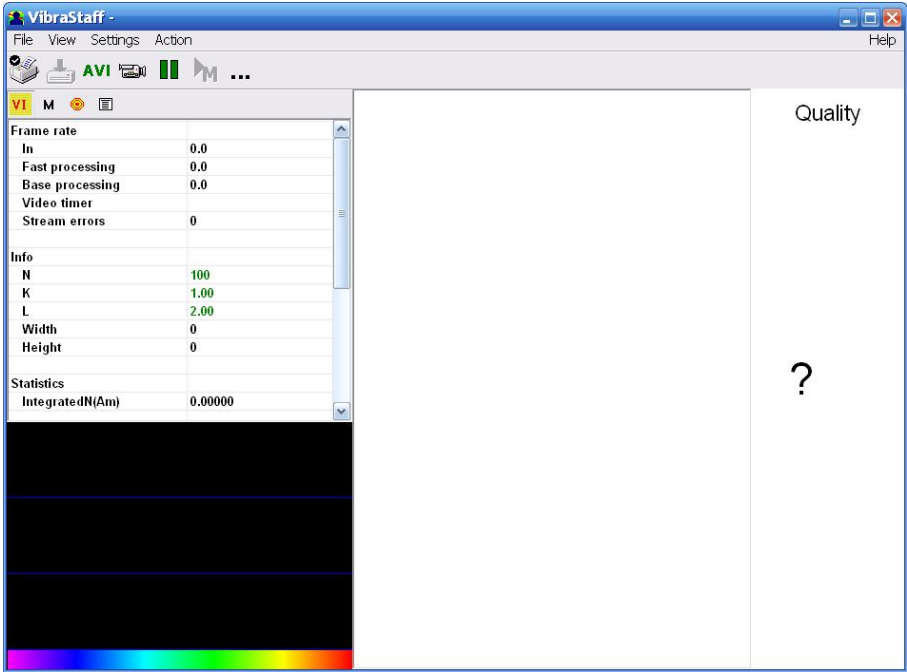 VibraStaff -
File View Settings Action Help
AVI M ...
VI M
Quality
Frame rate
In 0.0
Fast processing 0.0
Base processing 0.0
Video timer
Stream errors 0
Info
N 100
K 1.00
L 2.00
Width 0
Height 0
?
Statistics
IntegratedN(Am) 0.00000